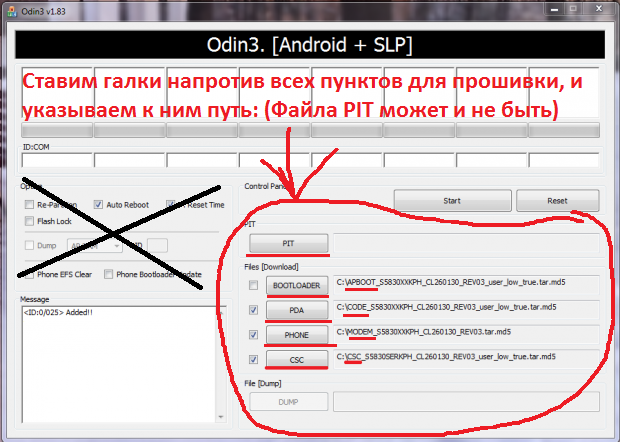 Odin3 v1.83
Odin3. [Android + SLP]
Ставим галки напротив всех пунктов для прошивки, и
указываем к ним путь: (Файла PIT может и не быть)
ID:COM
Option
Re-Partition Auto Reboot F. Reset Time
Flash Lock
Dump
Phone EFS Clear Phone Bootloader Update
Message
<ID:0/025> Added!!
Control Panel
Start Reset
PIT
PIT
Files [Download]
BOOTLOADER C:\APBOOT_S5830XXKPH_CL260130_REV03_user_low_true.tar.md5
PDA C:\CODE_S5830XXKPH_CL260130_REV03_user_low_true.tar.md5
PHONE C:\MODEM_S5830XXKPH_CL260130_REV03.tar.md5
CSC C:\CSC_S5830SERKPH_CL260130_REV03_user_low_true.tar.md5
File [Dump]
DUMP